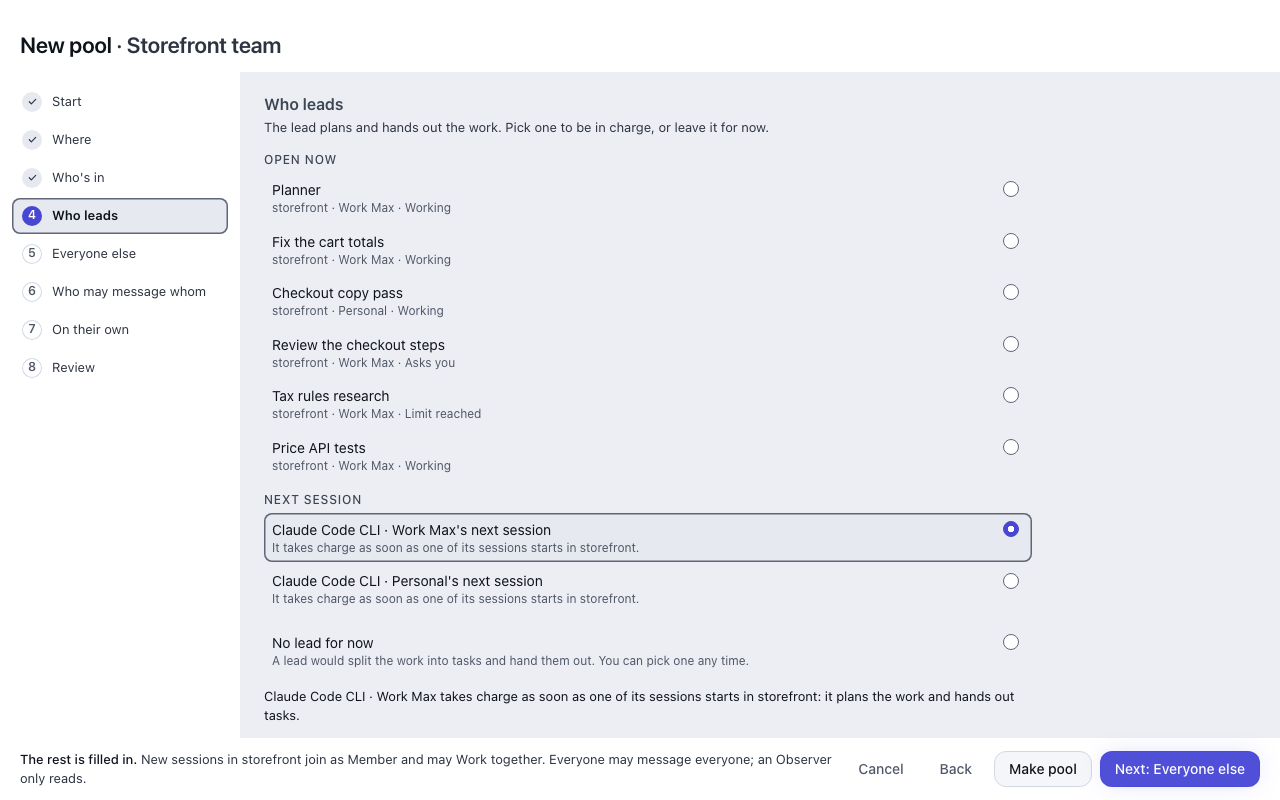 New pool · Storefront team
Start
Where
Who's in
4 Who leads
5 Everyone else
6 Who may message whom
7 On their own
8 Review
Who leads
The lead plans and hands out the work. Pick one to be in charge, or leave it for now.
OPEN NOW
Planner
storefront · Work Max · Working
Fix the cart totals
storefront · Work Max · Working
Checkout copy pass
storefront · Personal · Working
Review the checkout steps
storefront · Work Max · Asks you
Tax rules research
storefront · Work Max · Limit reached
Price API tests
storefront · Work Max · Working
NEXT SESSION
Claude Code CLI · Work Max's next session
It takes charge as soon as one of its sessions starts in storefront.
Claude Code CLI · Personal's next session
It takes charge as soon as one of its sessions starts in storefront.
No lead for now
A lead would split the work into tasks and hand them out. You can pick one any time.
Claude Code CLI · Work Max takes charge as soon as one of its sessions starts in storefront: it plans the work and hands out
tasks.
The rest is filled in. New sessions in storefront join as Member and may Work together. Everyone may message everyone; an Observer
only reads.
Cancel
Back
Make pool
Next: Everyone else